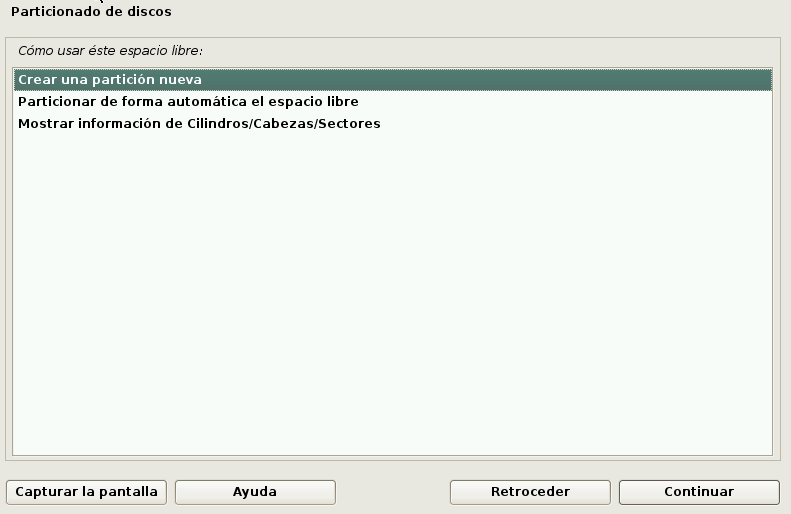 Particionado de discos
Cómo usar éste espacio libre:
Crear una partición nueva
Particionar de forma automática el espacio libre
Mostrar información de Cilindros/Cabezas/Sectores
Capturar la pantalla
Ayuda
Retroceder
Continuar